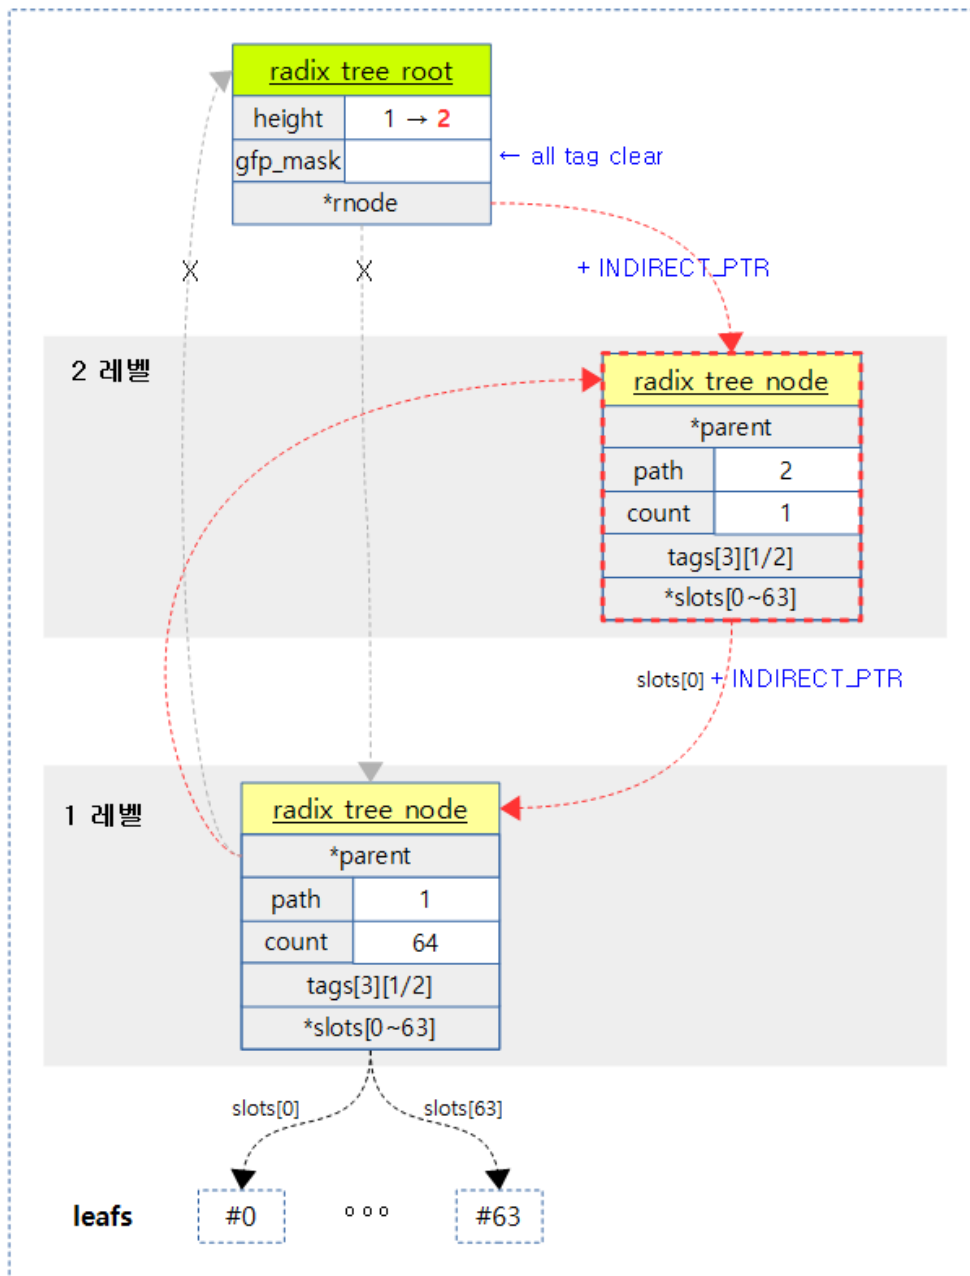 radix tree root
height 1 → 2
gfp_mask ← all tag clear
*rnode
X X + INDIRECT_PTR
2 레벨
radix tree node
*parent
path 2
count 1
tags[3][1/2]
*slots[0~63]
slots[0] + INDIRECT_PTR
1 레벨
radix tree node
*parent
path 1
count 64
tags[3][1/2]
*slots[0~63]
slots[0] slots[63]
leafs #0 ○○○ #63